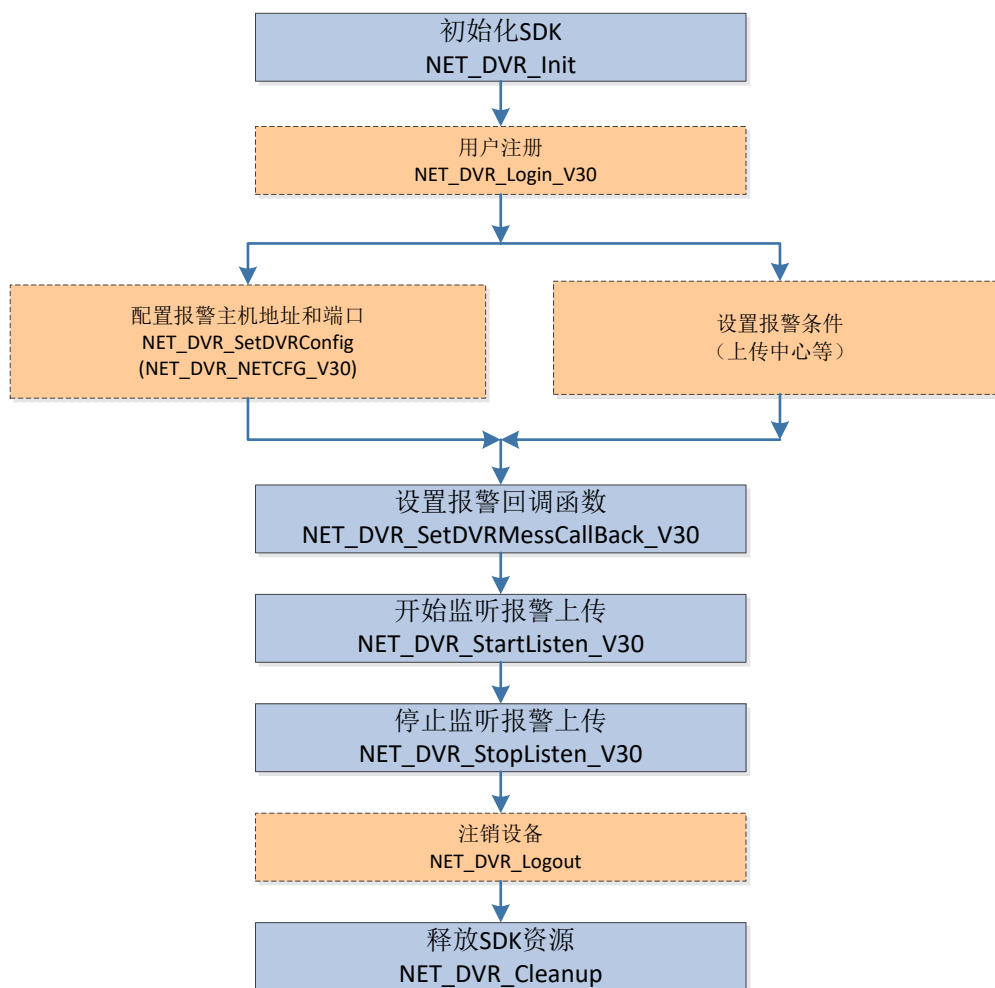 初始化SDK
NET_DVR_Init
用户注册
NET_DVR_Login_V30
配置报警主机地址和端口
NET_DVR_SetDVRConfig
(NET_DVR_NETCFG_V30)
设置报警条件
（上传中心等）
设置报警回调函数
NET_DVR_SetDVRMessCallBack_V30
开始监听报警上传
NET_DVR_StartListen_V30
停止监听报警上传
NET_DVR_StopListen_V30
注销设备
NET_DVR_Logout
释放SDK资源
NET_DVR_Cleanup